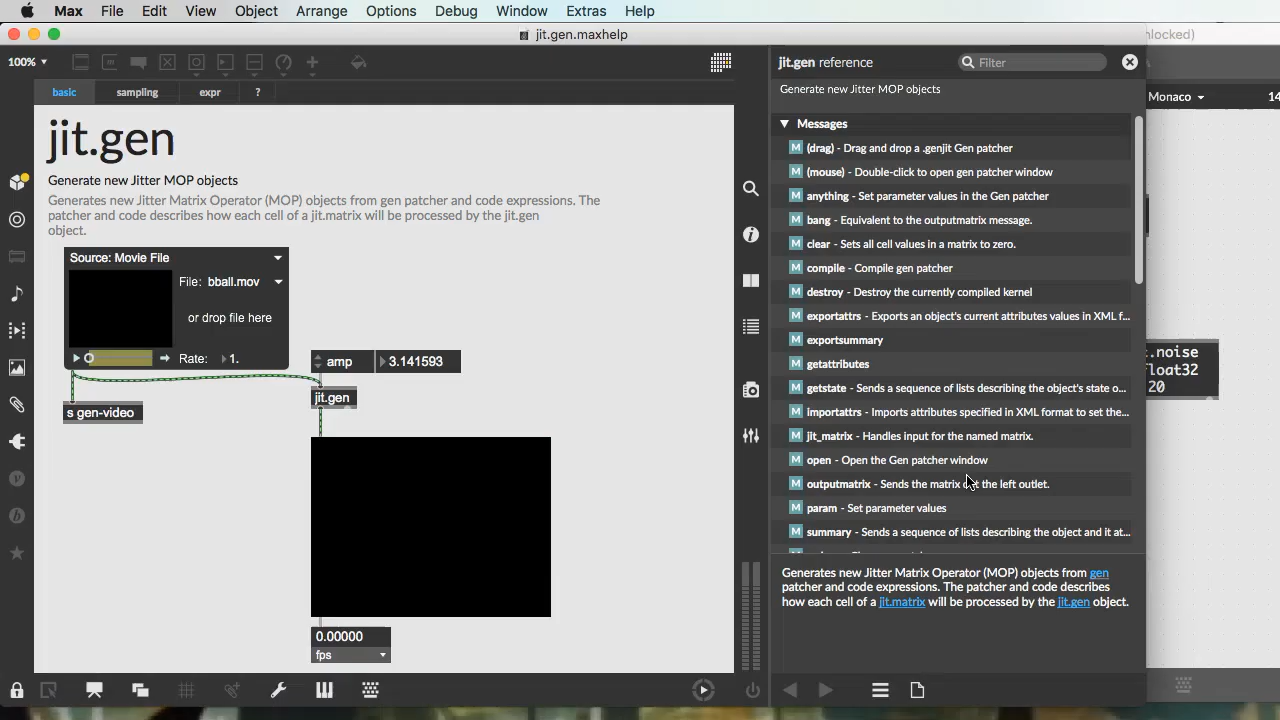 Max File Edit View Object Arrange Options Debug Window Extras Help
jit.gen.maxhelp
nlocked)
100%
jit.gen reference
Filter
basic sampling expr ?
Generate new Jitter MOP objects
Monaco
14
jit.gen
Generate new Jitter MOP objects
Generates new Jitter Matrix Operator (MOP) objects from gen patcher and code expressions. The
patcher and code describes how each cell of a jit.matrix will be processed by the jit.gen
object.
Source: Movie File
File: bball.mov
or drop file here
Rate: 1.
amp 3.141593
jit.gen
s gen-video
0.00000
fps
Messages
M (drag) - Drag and drop a .genjit Gen patcher
M (mouse) - Double-click to open gen patcher window
M anything - Set parameter values in the Gen patcher
M bang - Equivalent to the outputmatrix message.
M clear - Sets all cell values in a matrix to zero.
M compile - Compile gen patcher
M destroy - Destroy the currently compiled kernel
M exportattrs - Exports an object's current attributes values in XML f...
M exportsummary
M getattributes
M getstate - Sends a sequence of lists describing the object's state o...
M importattrs - Imports attributes specified in XML format to set the...
M jit_matrix - Handles input for the named matrix.
M open - Open the Gen patcher window
M outputmatrix - Sends the matrix out the left outlet.
M param - Set parameter values
M summary - Sends a sequence of lists describing the object and it at...
Generates new Jitter Matrix Operator (MOP) objects from gen
patcher and code expressions. The patcher and code describes
how each cell of a jit.matrix will be processed by the jit.gen object.
.noise
float32
20